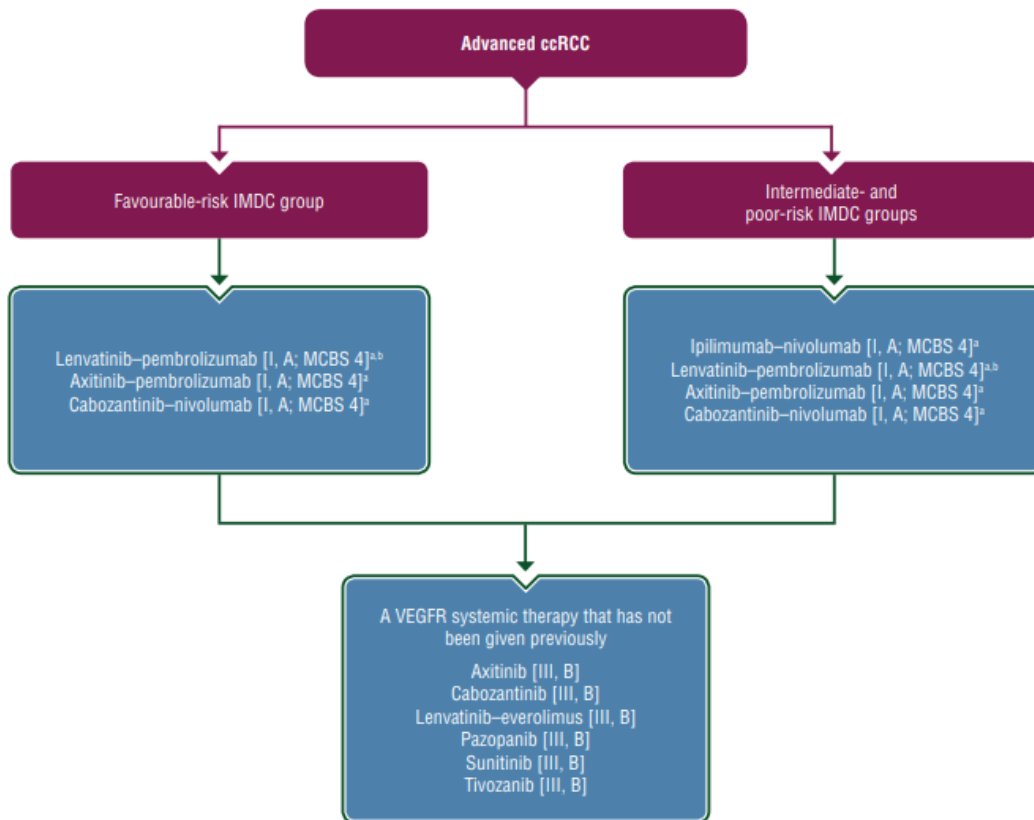 Advanced ccRCC
Favourable-risk IMDC group
Intermediate- and
poor-risk IMDC groups
Lenvatinib–pembrolizumab [I, A; MCBS 4]ᵃ,ᵇ
Axitinib–pembrolizumab [I, A; MCBS 4]ᵃ
Cabozantinib–nivolumab [I, A; MCBS 4]ᵃ
Ipilimumab–nivolumab [I, A; MCBS 4]ᵃ
Lenvatinib–pembrolizumab [I, A; MCBS 4]ᵃ,ᵇ
Axitinib–pembrolizumab [I, A; MCBS 4]ᵃ
Cabozantinib–nivolumab [I, A; MCBS 4]ᵃ
A VEGFR systemic therapy that has not
been given previously
Axitinib [III, B]
Cabozantinib [III, B]
Lenvatinib–everolimus [III, B]
Pazopanib [III, B]
Sunitinib [III, B]
Tivozanib [III, B]